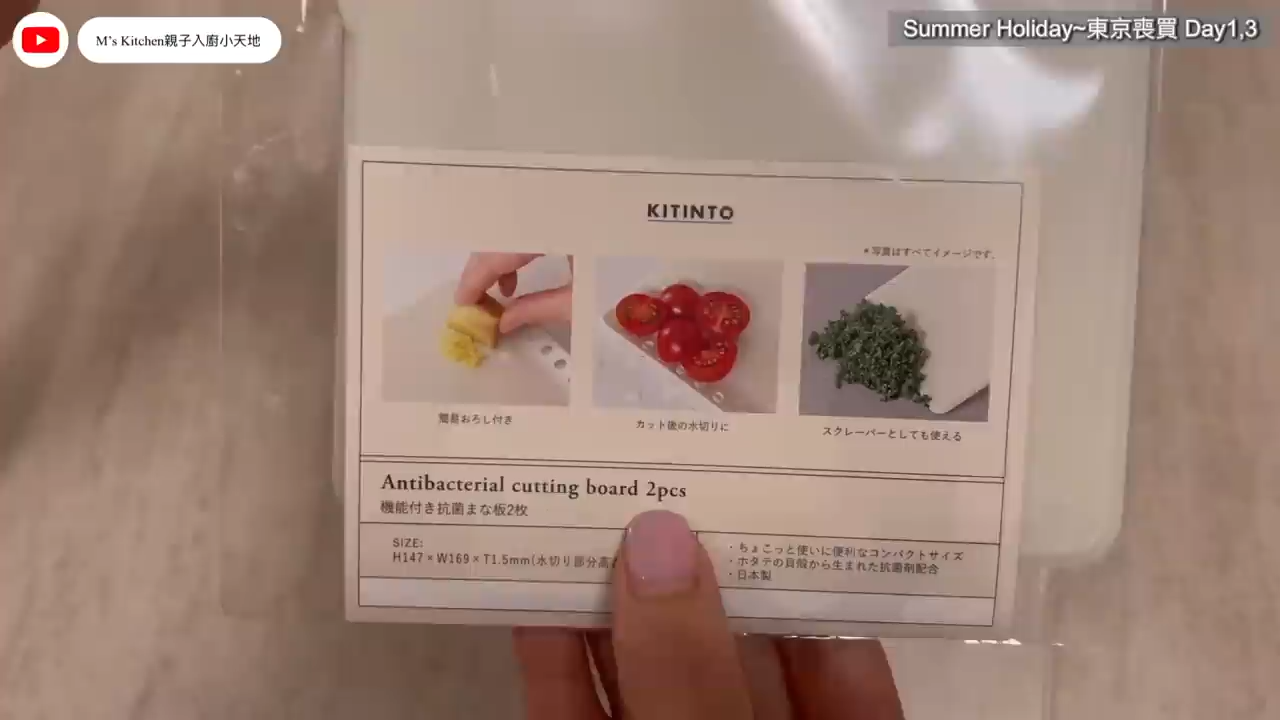 M's Kitchen親子入廚小天地
Summer Holiday~東京喪買 Day1,3
KITINTO
*写真はすべてイメージです。
簡易おろし付き
カット後の水切りに
スクレーパーとしても使える
Antibacterial cutting board 2pcs
機能付き抗菌まな板2枚
SIZE:
H147×W169×T1.5mm(水切り部分高
・ちょこっと使いに便利なコンパクトサイズ
・ホタテの貝殻から生まれた抗菌剤配合
・日本製